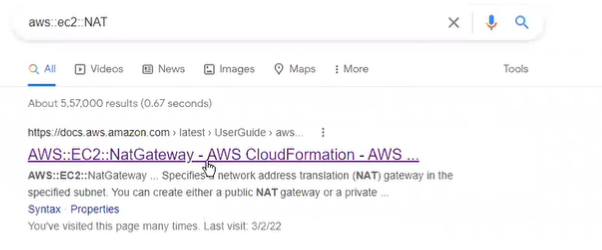 aws::ec2::NAT
All Videos News Images Maps More Tools
About 5,57,000 results (0.67 seconds)
https://docs.aws.amazon.com › latest › UserGuide › aws...
AWS::EC2::NatGateway - AWS CloudFormation - AWS ...
AWS::EC2::NatGateway ... Specifies a network address translation (NAT) gateway in the
specified subnet. You can create either a public NAT gateway or a private ...
Syntax · Properties
You've visited this page many times. Last visit: 3/2/22